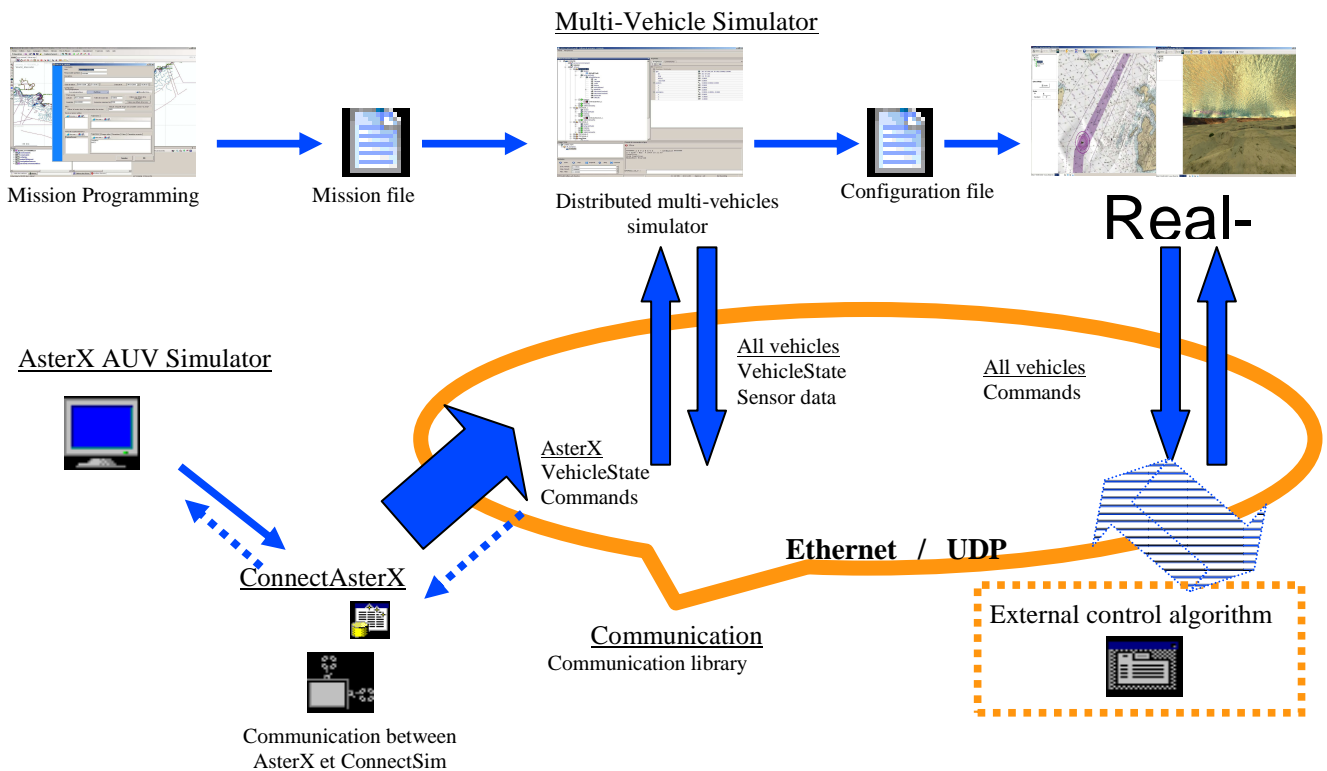 Multi-Vehicle Simulator
Mission Programming
Mission file
Distributed multi-vehicles
simulator
Configuration file
Real-
AsterX AUV Simulator
All vehicles
VehicleState
Sensor data
All vehicles
Commands
AsterX
VehicleState
Commands
Ethernet / UDP
ConnectAsterX
External control algorithm
Communication
Communication library
Communication between
AsterX et ConnectSim